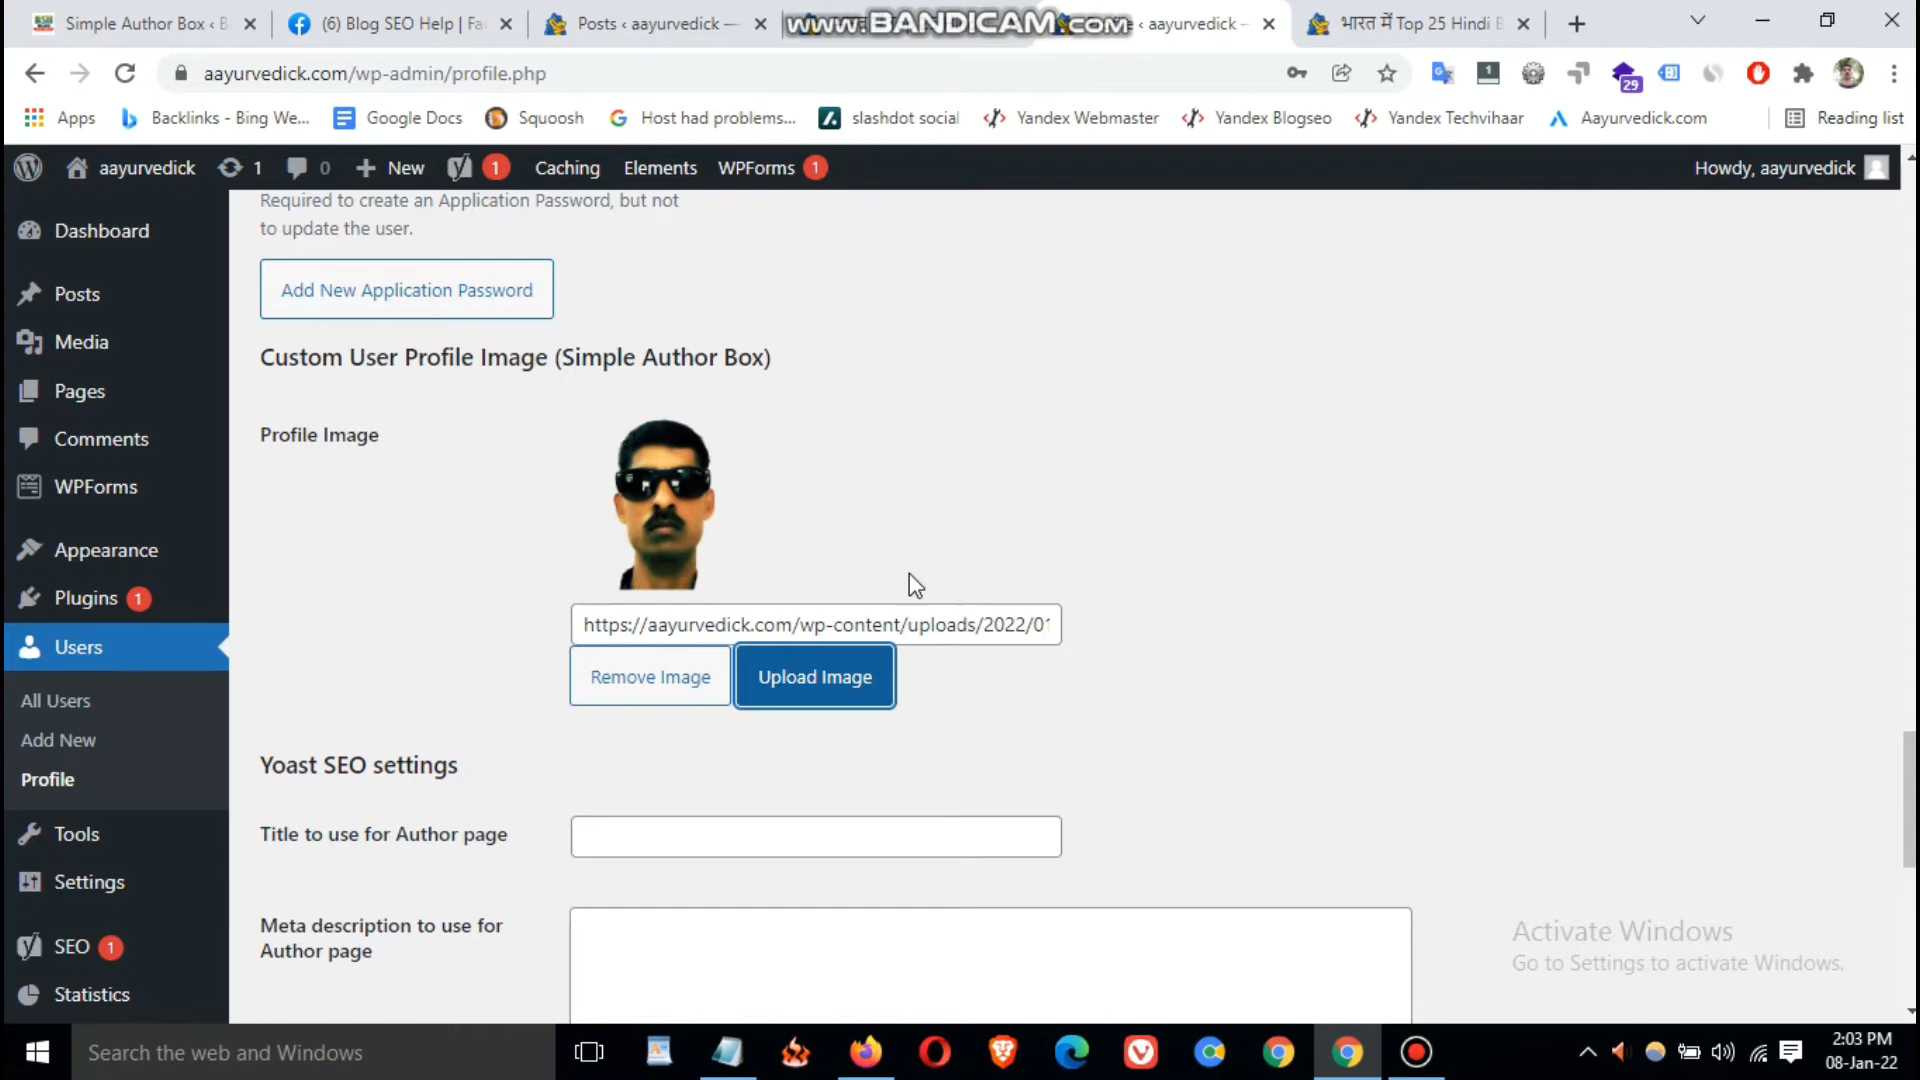 Simple Author Box ‹ B
(6) Blog SEO Help | Fa
Posts ‹ aayurvedick —
www.BANDICAM.com
‹ aayurvedick –
भारत में Top 25 Hindi B
aayurvedick.com/wp-admin/profile.php
1
29
Apps
Backlinks - Bing We...
Google Docs
Squoosh
Host had problems...
slashdot social
Yandex Webmaster
Yandex Blogseo
Yandex Techvihaar
Aayurvedick.com
Reading list
aayurvedick
1
0
New
1
Caching
Elements
WPForms 1
Howdy, aayurvedick
Dashboard
Posts
Media
Pages
Comments
WPForms
Appearance
Plugins 1
Users
All Users
Add New
Profile
Tools
Settings
SEO 1
Statistics
Required to create an Application Password, but not
to update the user.
Add New Application Password
Custom User Profile Image (Simple Author Box)
Profile Image
https://aayurvedick.com/wp-content/uploads/2022/01
Remove Image
Upload Image
Yoast SEO settings
Title to use for Author page
Meta description to use for
Author page
Activate Windows
Go to Settings to activate Windows.
Search the web and Windows
2:03 PM
08-Jan-22